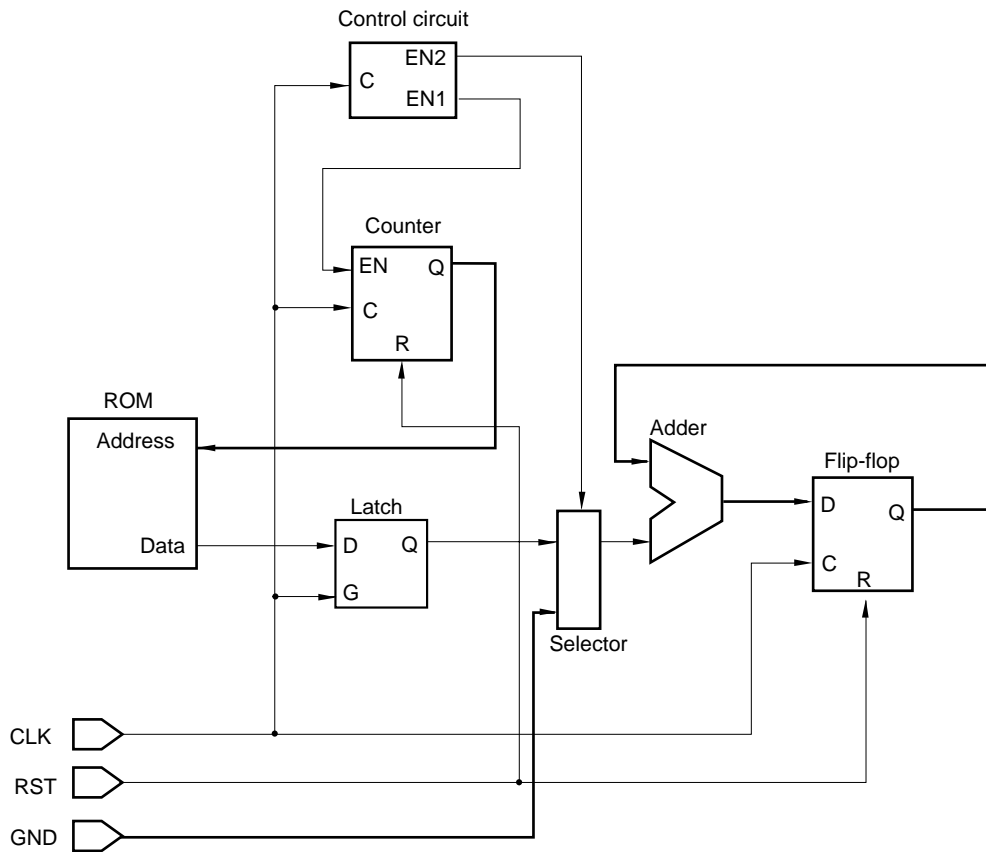 Control circuit
EN2
C
EN1
Counter
EN
Q
C
R
ROM
Address
Adder
Flip-flop
D
Q
Latch
Data
D
Q
C
R
G
Selector
CLK
RST
GND